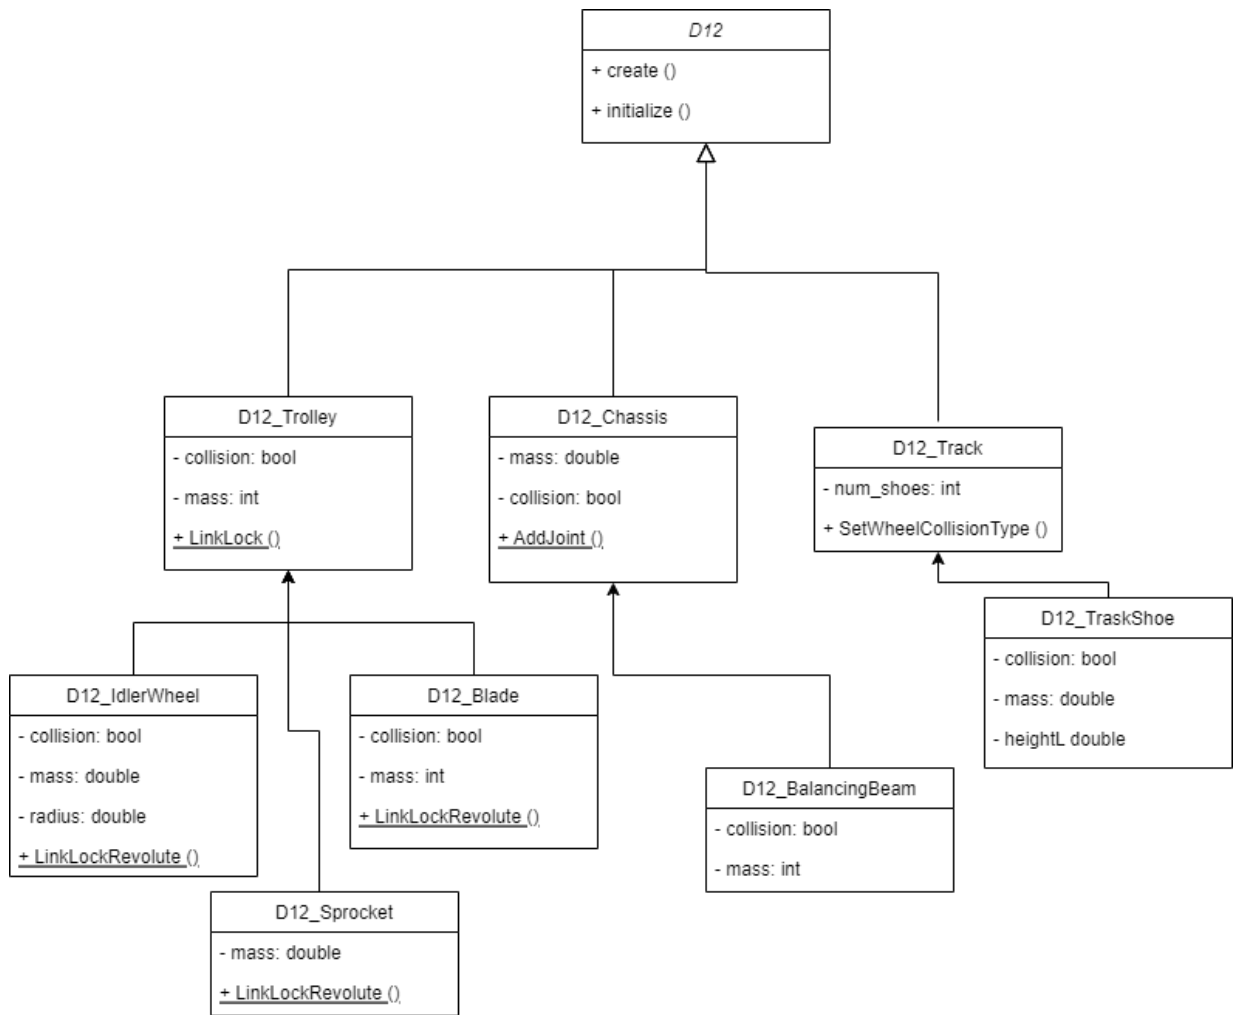 D12
+ create ()
+ initialize ()
D12_Trolley
- collision: bool
- mass: int
+ LinkLock ()
D12_Chassis
- mass: double
- collision: bool
+ AddJoint ()
D12_Track
- num_shoes: int
+ SetWheelCollisionType ()
D12_TraskShoe
- collision: bool
- mass: double
- heightL double
D12_IdlerWheel
- collision: bool
- mass: double
- radius: double
+ LinkLockRevolute ()
D12_Blade
- collision: bool
- mass: int
+ LinkLockRevolute ()
D12_BalancingBeam
- collision: bool
- mass: int
D12_Sprocket
- mass: double
+ LinkLockRevolute ()